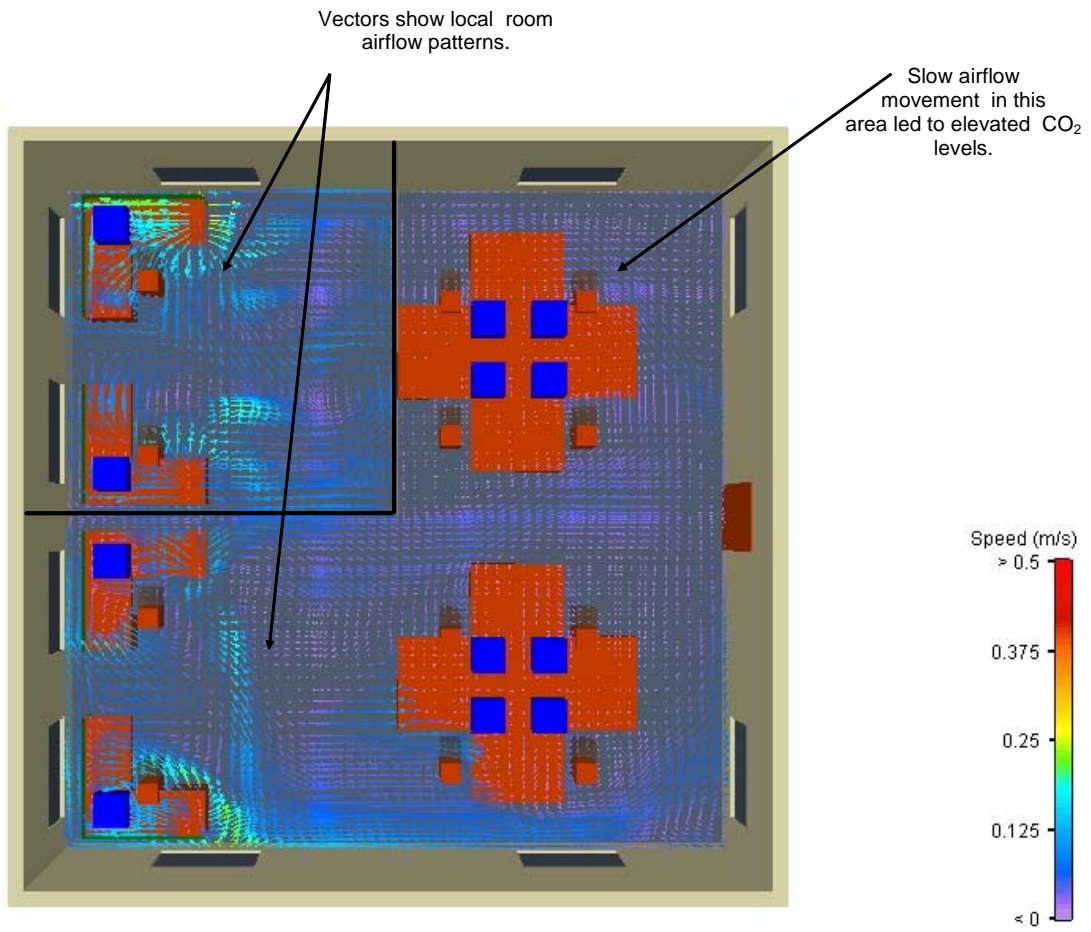 Vectors show local room
airflow patterns.
Slow airflow
movement in this
area led to elevated CO₂
levels.
Speed (m/s)
> 0.5
0.375
0.25
0.125
< 0